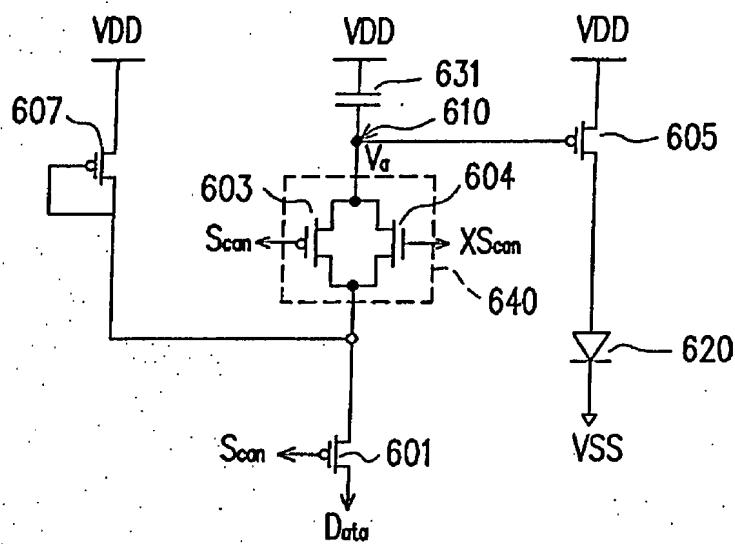 VDD VDD VDD
631
607 610
605
Va
603 604
Scan XScan
640
620
Scan 601 VSS
Data